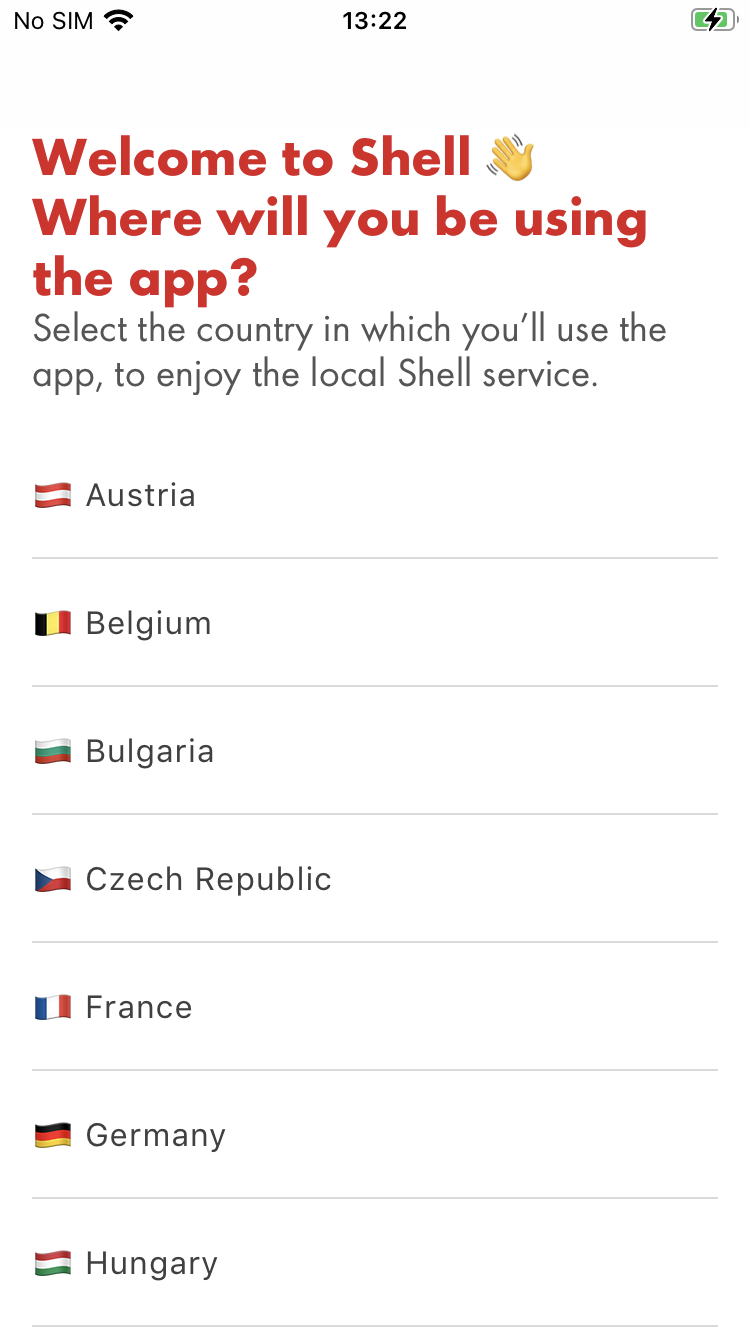 No SIM 13:22
Welcome to Shell 👋
Where will you be using
the app?
Select the country in which you’ll use the
app, to enjoy the local Shell service.
🇦🇹 Austria
🇧🇪 Belgium
🇧🇬 Bulgaria
🇨🇿 Czech Republic
🇫🇷 France
🇩🇪 Germany
🇭🇺 Hungary